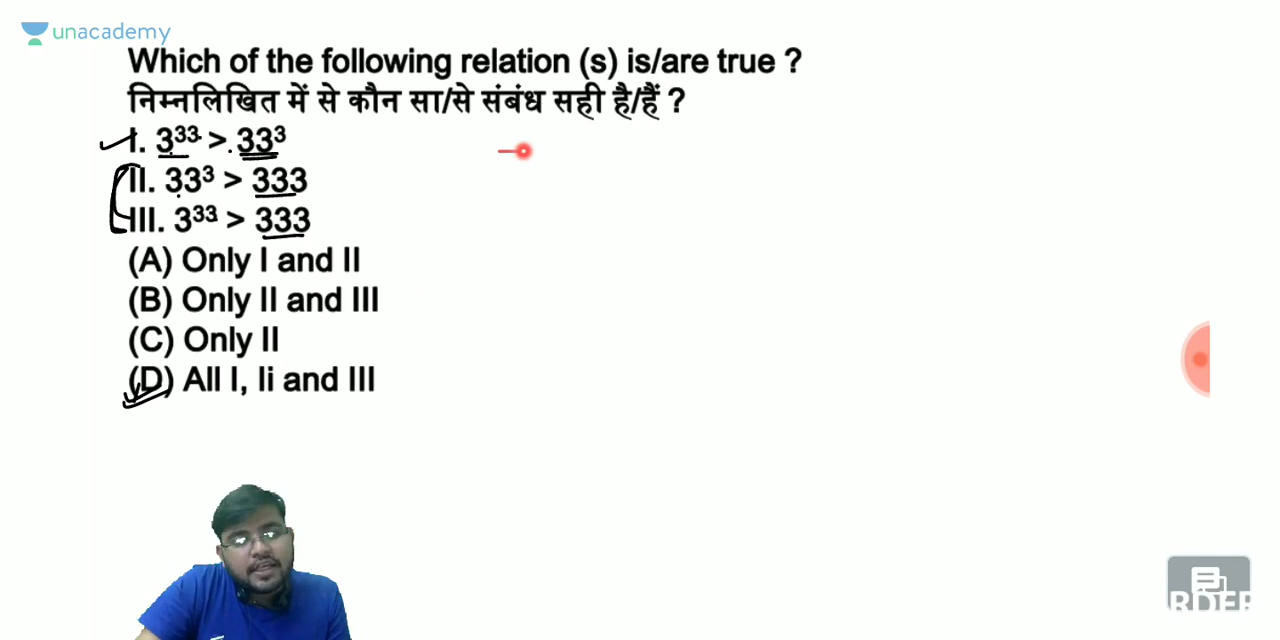 unacademy
Which of the following relation (s) is/are true ?
निम्नलिखित में से कौन सा/से संबंध सही है/हैं ?
I. 3³³ > 33³
II. 33³ > 333
III. 3³³ > 333
(A) Only I and II
(B) Only II and III
(C) Only II
(D) All I, Ii and III